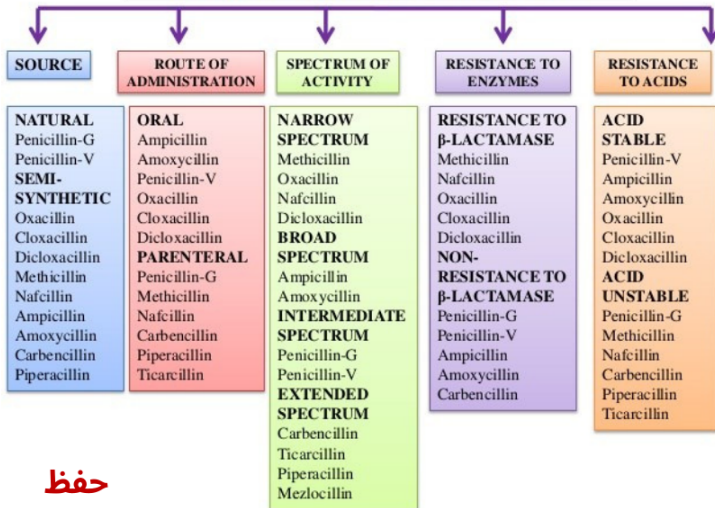 SOURCE
NATURAL
Penicillin-G
Penicillin-V
SEMI-
SYNTHETIC
Oxacillin
Cloxacillin
Dicloxacillin
Methicillin
Nafcillin
Ampicillin
Amoxycillin
Carbencillin
Piperacillin
ROUTE OF
ADMINISTRATION
ORAL
Ampicillin
Amoxycillin
Penicillin-V
Oxacillin
Cloxacillin
Dicloxacillin
PARENTERAL
Penicillin-G
Methicillin
Nafcillin
Carbencillin
Piperacillin
Ticarcillin
SPECTRUM OF
ACTIVITY
NARROW
SPECTRUM
Methicillin
Oxacillin
Nafcillin
Dicloxacillin
BROAD
SPECTRUM
Ampicillin
Amoxycillin
INTERMEDIATE
SPECTRUM
Penicillin-G
Penicillin-V
EXTENDED
SPECTRUM
Carbencillin
Ticarcillin
Piperacillin
Mezlocillin
RESISTANCE TO
ENZYMES
RESISTANCE TO
β-LACTAMASE
Methicillin
Nafcillin
Oxacillin
Cloxacillin
Dicloxacillin
NON-
RESISTANCE TO
β-LACTAMASE
Penicillin-G
Penicillin-V
Ampicillin
Amoxycillin
Carbencillin
RESISTANCE
TO ACIDS
ACID
STABLE
Penicillin-V
Ampicillin
Amoxycillin
Oxacillin
Cloxacillin
Dicloxacillin
ACID
UNSTABLE
Penicillin-G
Methicillin
Nafcillin
Carbencillin
Piperacillin
Ticarcillin
حفظ